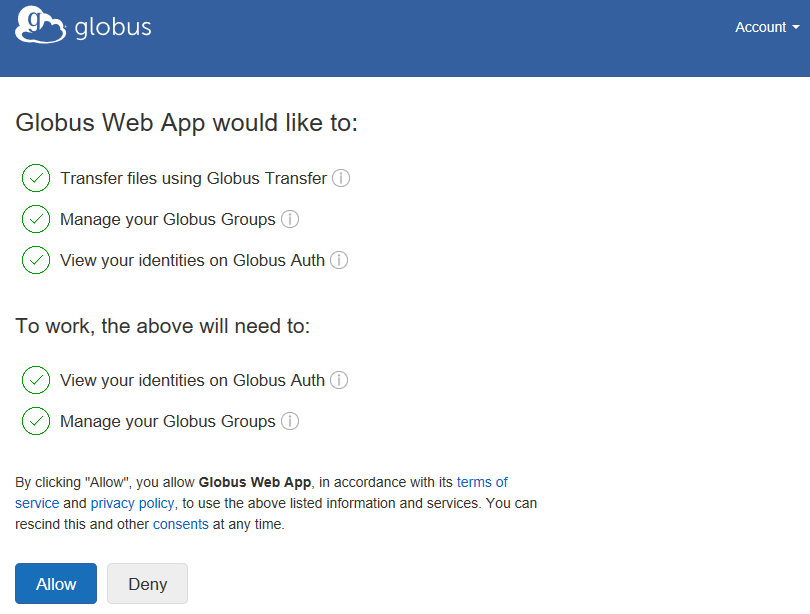 globus
Account
Globus Web App would like to:
Transfer files using Globus Transfer
Manage your Globus Groups
View your identities on Globus Auth
To work, the above will need to:
View your identities on Globus Auth
Manage your Globus Groups
By clicking "Allow", you allow Globus Web App, in accordance with its terms of
service and privacy policy, to use the above listed information and services. You can
rescind this and other consents at any time.
Allow Deny